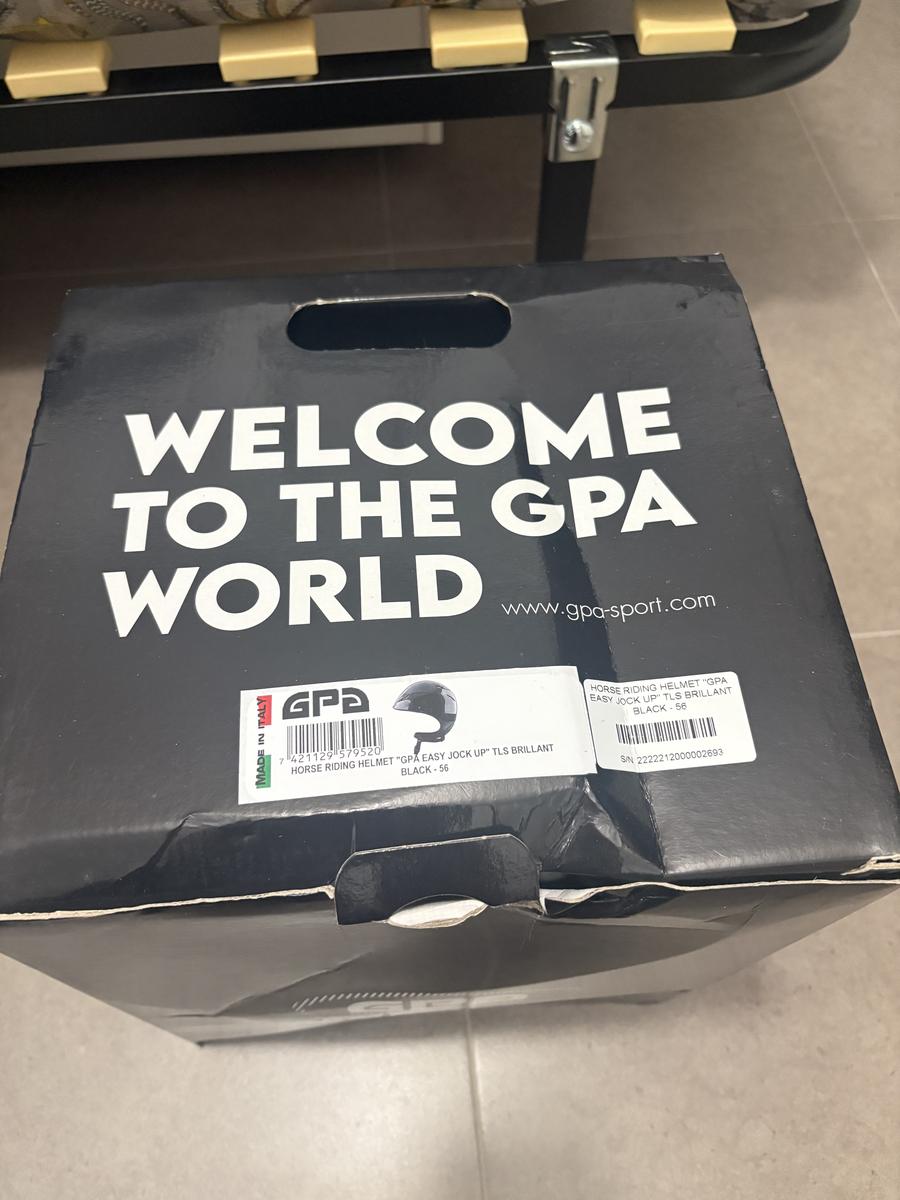 WELCOME
TO THE GPA
WORLD
www.gpa-sport.com
MADE IN ITALY
GPA
7 421129 579520
HORSE RIDING HELMET "GPA EASY JOCK UP" TLS BRILLANT
BLACK - 56
HORSE RIDING HELMET "GPA
EASY JOCK UP" TLS BRILLANT
BLACK - 56
S/N 2222212000002693
GPA